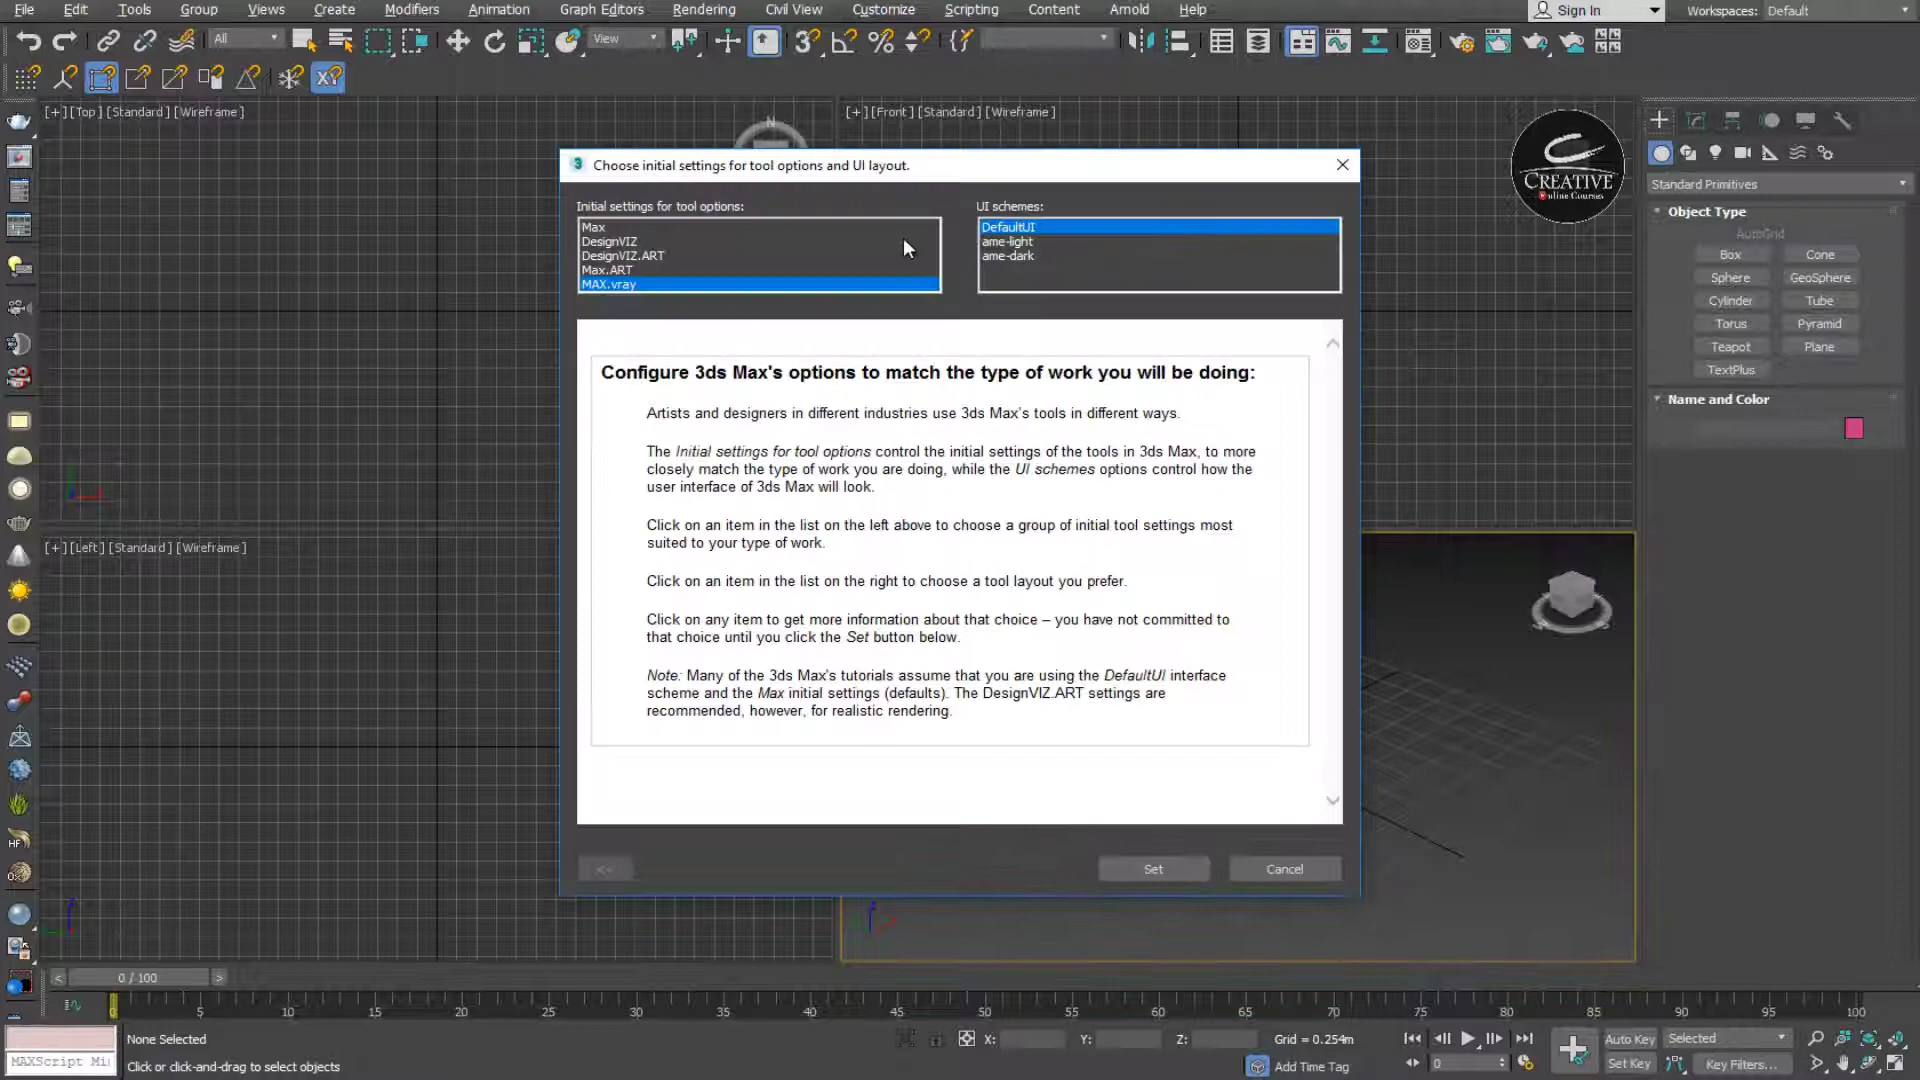 File Edit Tools Group Views Create Modifiers Animation Graph Editors Rendering Civil View Customize Scripting Content Arnold Help Sign In Workspaces: Default
All View
[+] [Top] [Standard] [Wireframe]
[+] [Front] [Standard] [Wireframe]
N
CREATIVE
Online Courses
Choose initial settings for tool options and UI layout.
Initial settings for tool options:
Max
DesignVIZ
DesignVIZ.ART
Max.ART
MAX.vray
UI schemes:
DefaultUI
ame-light
ame-dark
Configure 3ds Max's options to match the type of work you will be doing:
Artists and designers in different industries use 3ds Max's tools in different ways.
The Initial settings for tool options control the initial settings of the tools in 3ds Max, to more
closely match the type of work you are doing, while the UI schemes options control how the
user interface of 3ds Max will look.
Click on an item in the list on the left above to choose a group of initial tool settings most
suited to your type of work.
Click on an item in the list on the right to choose a tool layout you prefer.
Click on any item to get more information about that choice – you have not committed to
that choice until you click the Set button below.
Note: Many of the 3ds Max's tutorials assume that you are using the DefaultUI interface
scheme and the Max initial settings (defaults). The DesignVIZ.ART settings are
recommended, however, for realistic rendering.
<< Set Cancel
Standard Primitives
Object Type
AutoGrid
Box Cone
Sphere GeoSphere
Cylinder Tube
Torus Pyramid
Teapot Plane
TextPlus
Name and Color
[+] [Left] [Standard] [Wireframe]
< 0 / 100 >
0 5 10 15 20 25 30 35 40 45 50 55 60 65 70 75 80 85 90 95 100
None Selected X: Y: Z: Grid = 0.254m Auto Key Selected
MAXScript Mi Click or click-and-drag to select objects Add Time Tag 0 Set Key Key Filters...